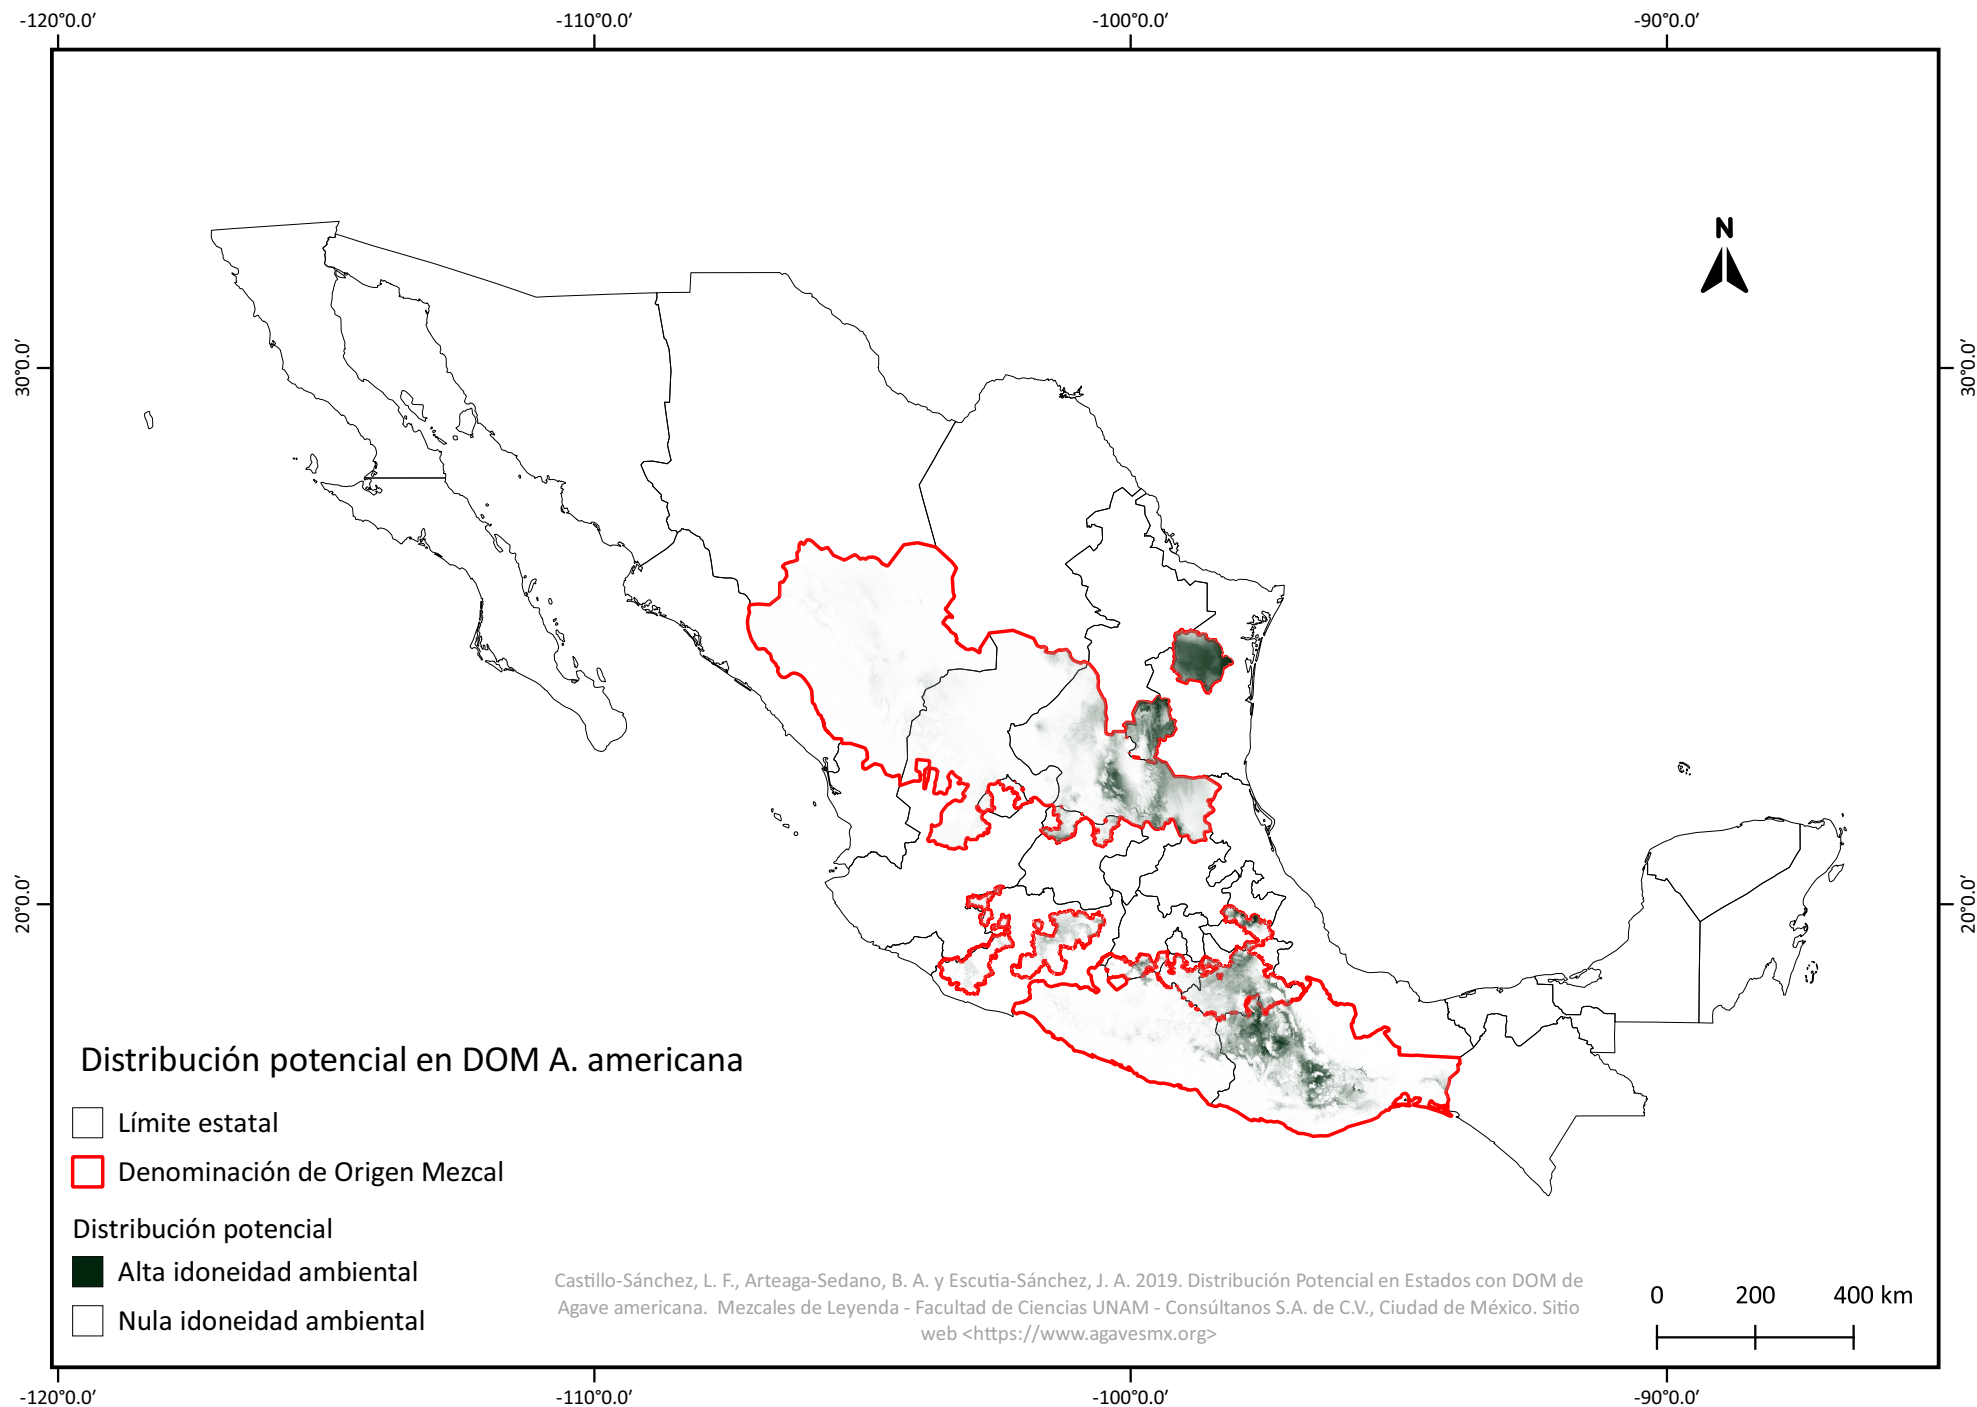 -120°0.0′ -110°0.0′ -100°0.0′ -90°0.0′
N
30°0.0′ 30°0.0′
20°0.0′ 20°0.0′
Distribución potencial en DOM A. americana
Límite estatal
Denominación de Origen Mezcal
Distribución potencial
Alta idoneidad ambiental
Nula idoneidad ambiental
Castillo-Sánchez, L. F., Arteaga-Sedano, B. A. y Escutia-Sánchez, J. A. 2019. Distribución Potencial en Estados con DOM de
Agave americana. Mezcales de Leyenda - Facultad de Ciencias UNAM - Consúltanos S.A. de C.V., Ciudad de México. Sitio
web <https://www.agavesmx.org>
0 200 400 km
-120°0.0′ -110°0.0′ -100°0.0′ -90°0.0′